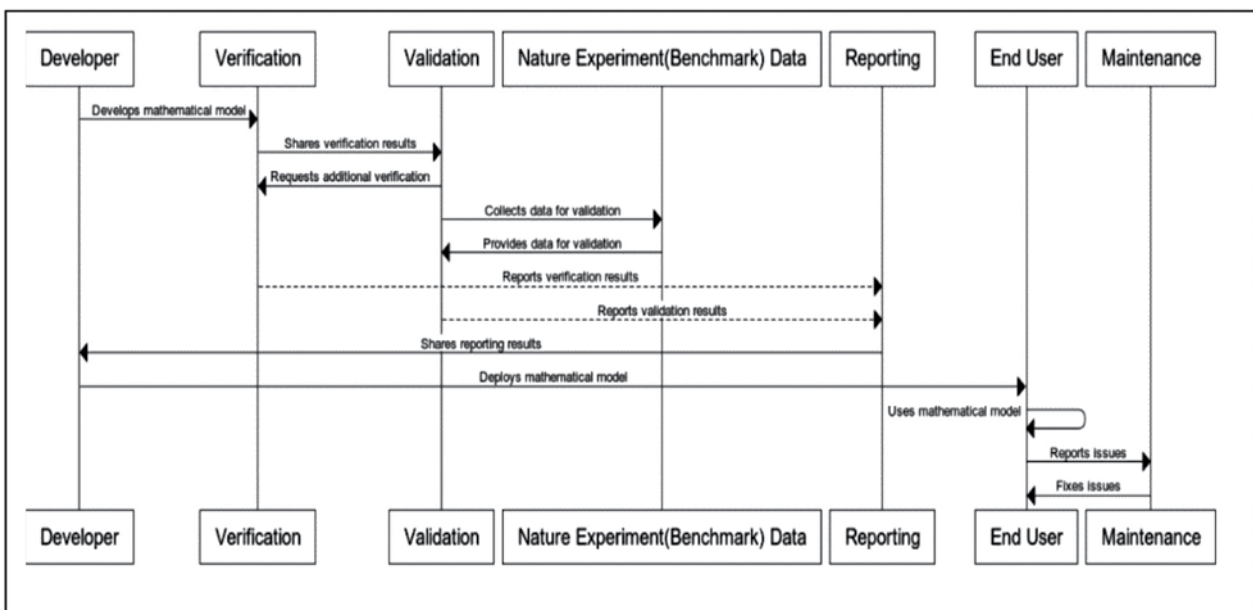 Developer Verification Validation Nature Experiment(Benchmark) Data Reporting End User Maintenance
Develops mathematical model
Shares verification results
Requests additional verification
Collects data for validation
Provides data for validation
Reports verification results
Reports validation results
Shares reporting results
Deploys mathematical model
Uses mathematical model
Reports issues
Fixes issues
Developer Verification Validation Nature Experiment(Benchmark) Data Reporting End User Maintenance